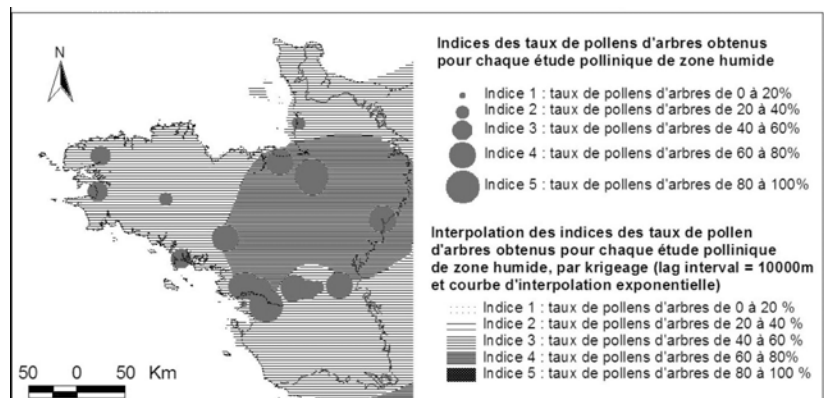 N
50 0 50 Km
Indices des taux de pollens d'arbres obtenus
pour chaque étude pollinique de zone humide
Indice 1 : taux de pollens d'arbres de 0 à 20%
Indice 2 : taux de pollens d'arbres de 20 à 40%
Indice 3 : taux de pollens d'arbres de 40 à 60%
Indice 4 : taux de pollens d'arbres de 60 à 80%
Indice 5 : taux de pollens d'arbres de 80 à 100%
Interpolation des indices des taux de pollen
d'arbres obtenus pour chaque étude pollinique
de zone humide, par krigeage (lag interval = 10000m
et courbe d'interpolation exponentielle)
Indice 1 : taux de pollens d'arbres de 0 à 20 %
Indice 2 : taux de pollens d'arbres de 20 à 40 %
Indice 3 : taux de pollens d'arbres de 40 à 60 %
Indice 4 : taux de pollens d'arbres de 60 à 80%
Indice 5 : taux de pollens d'arbres de 80 à 100 %